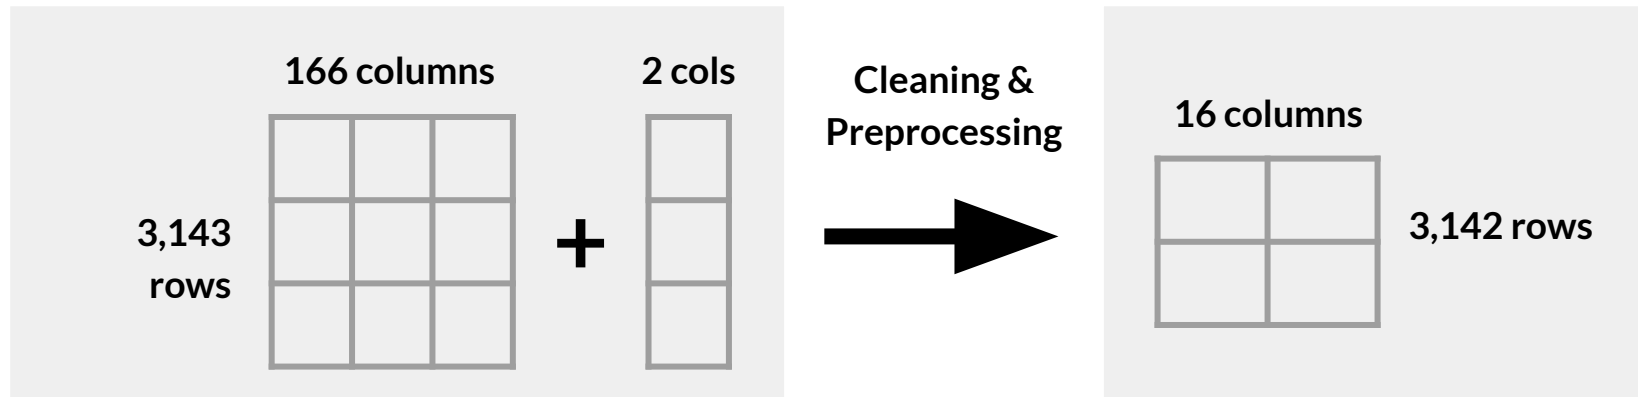 166 columns
2 cols
3,143
rows
+
Cleaning &
Preprocessing
16 columns
3,142 rows